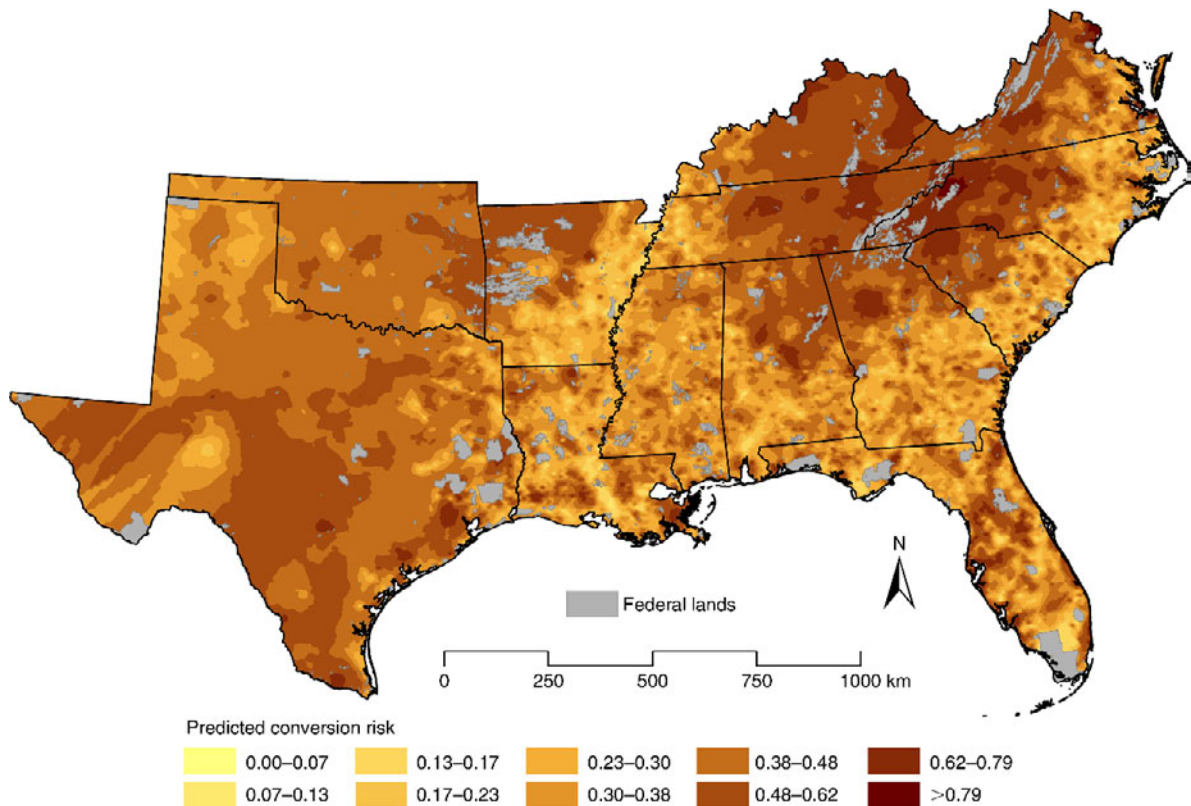 N
Federal lands
0 250 500 750 1000 km
Predicted conversion risk
0.00–0.07 0.13–0.17 0.23–0.30 0.38–0.48 0.62–0.79
0.07–0.13 0.17–0.23 0.30–0.38 0.48–0.62 >0.79